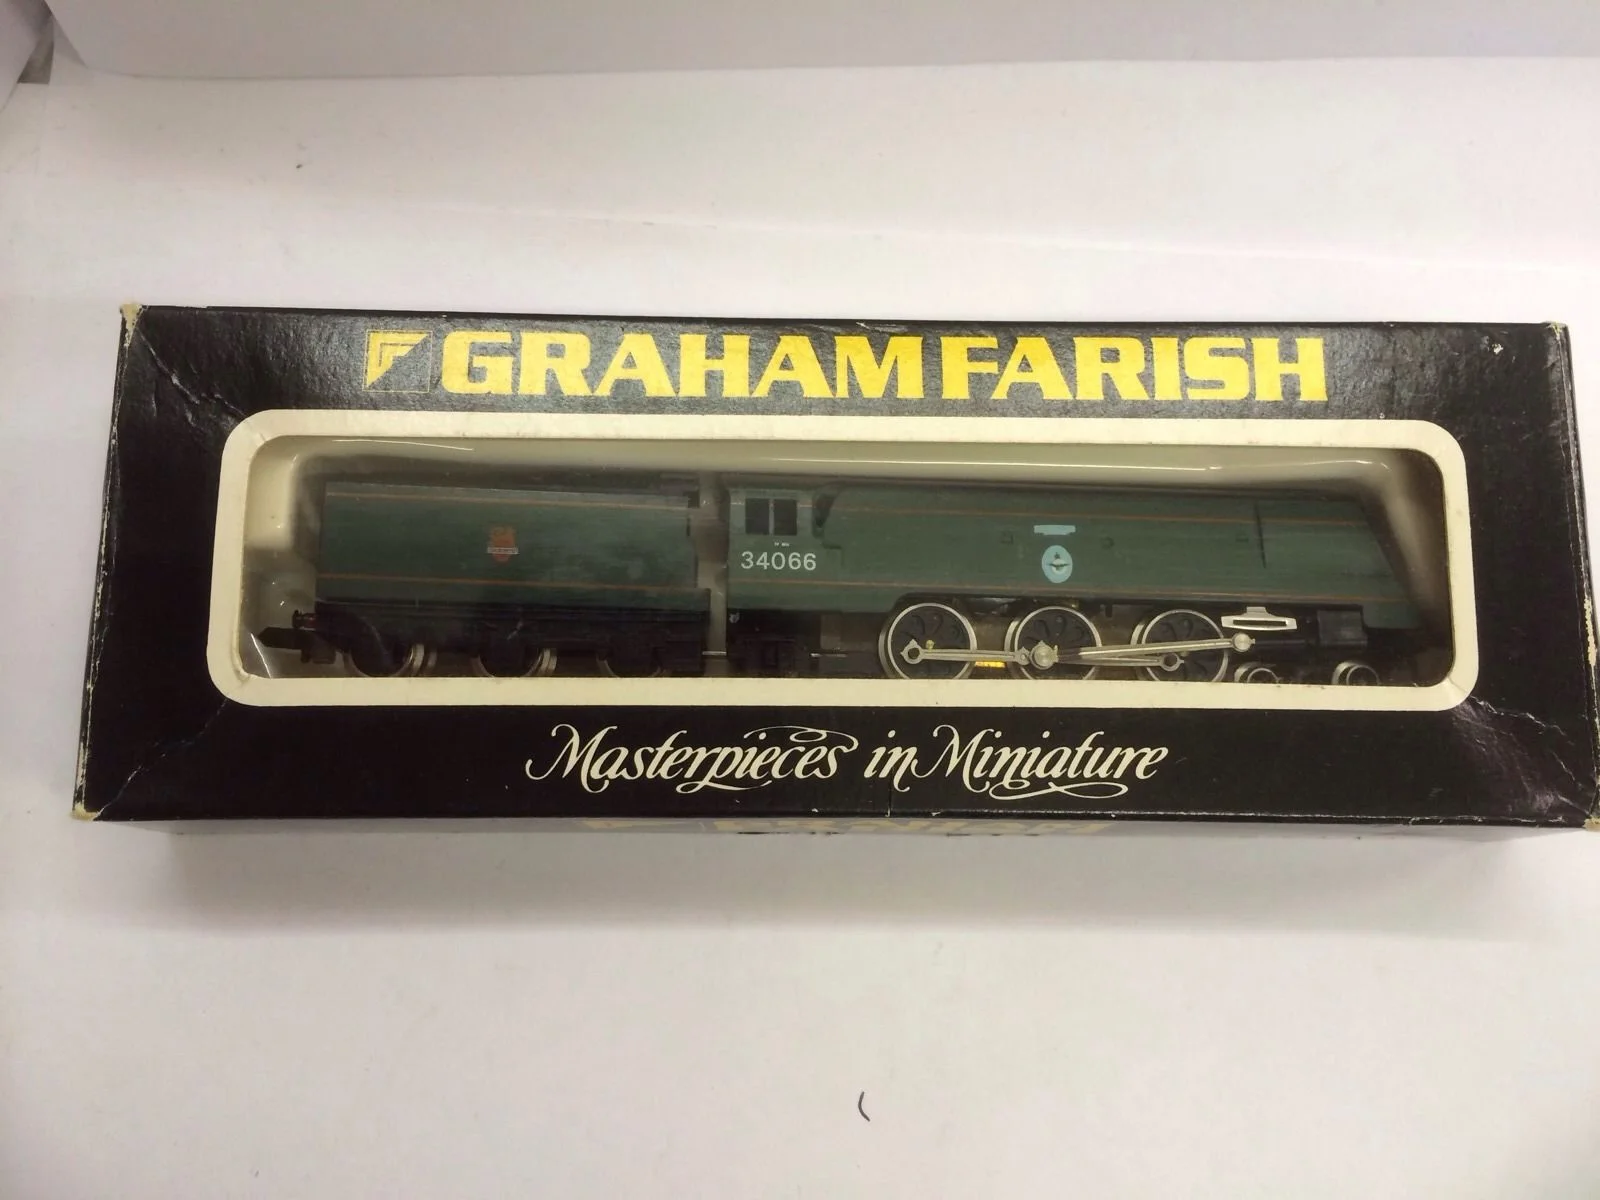 GRAHAM FARISH
34066
Masterpieces in Miniature